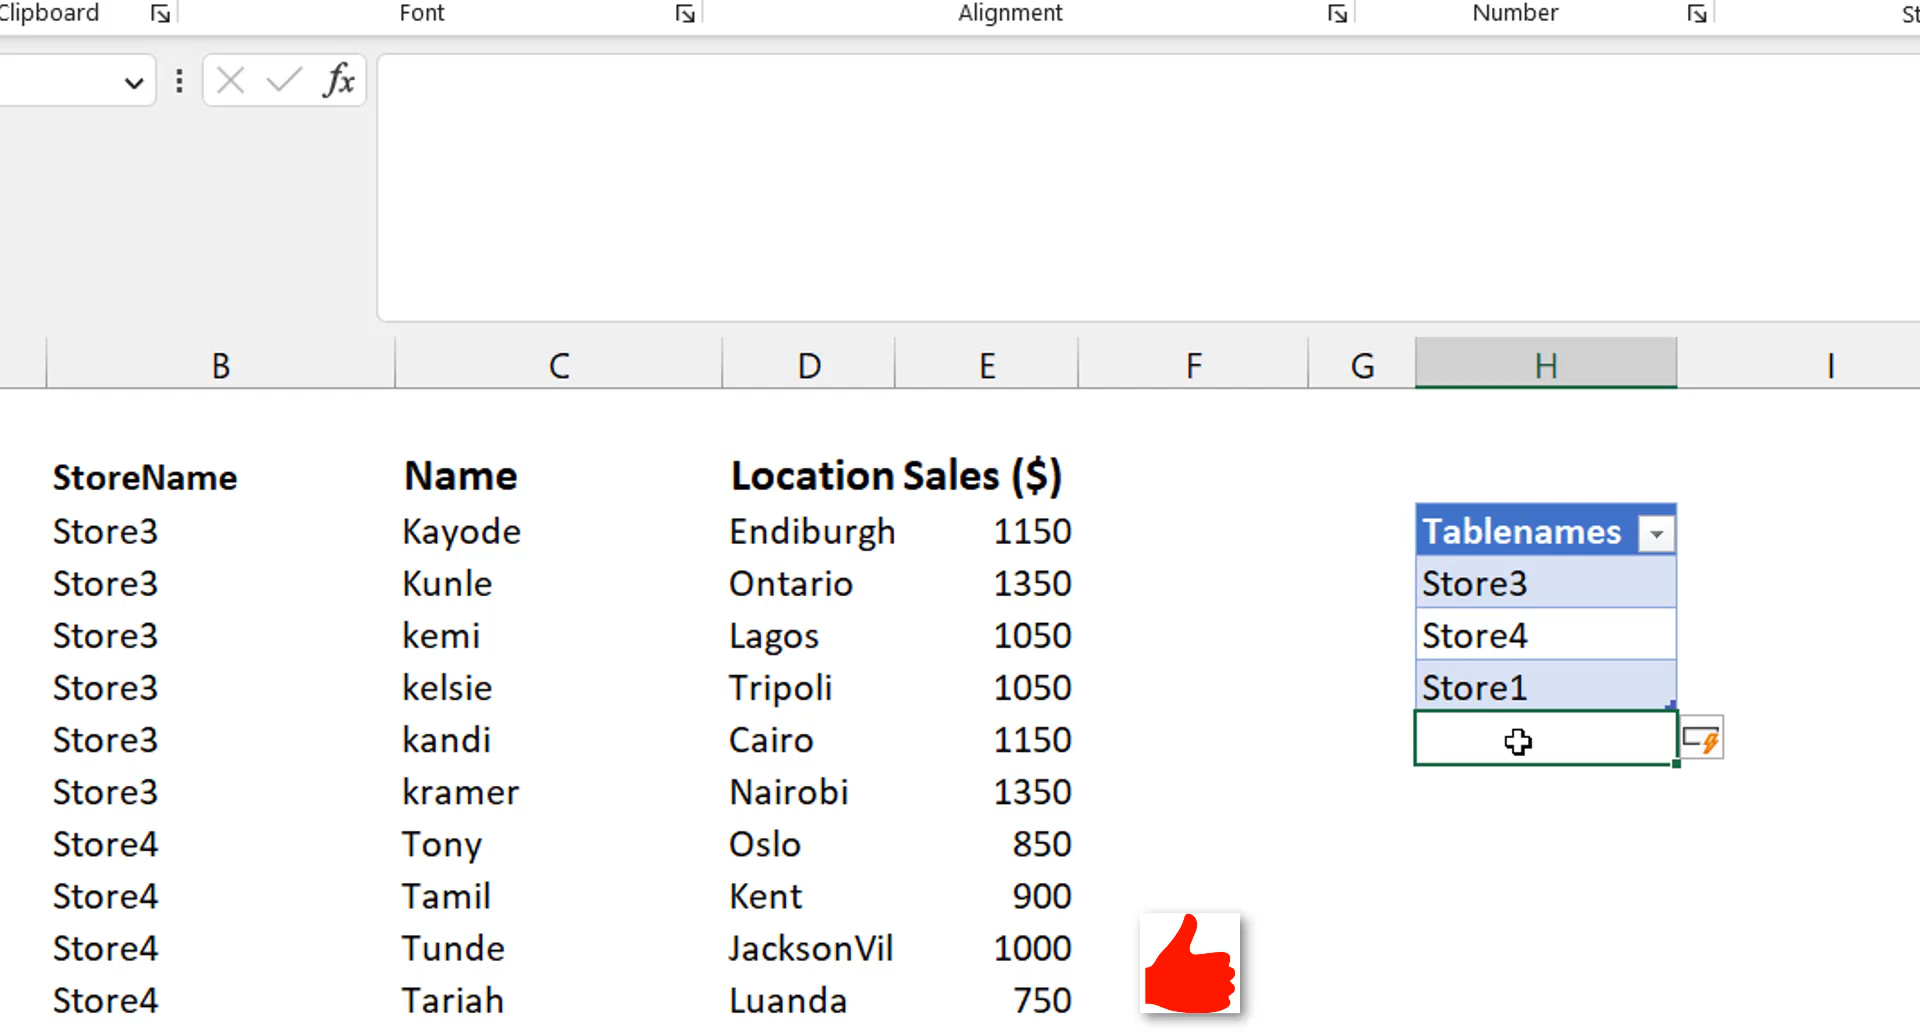 Clipboard Font Alignment Number St
fx
B C D E F G H I
StoreName Name Location Sales ($)
Store3 Kayode Endiburgh 1150 Tablenames
Store3 Kunle Ontario 1350 Store3
Store3 kemi Lagos 1050 Store4
Store3 kelsie Tripoli 1050 Store1
Store3 kandi Cairo 1150
Store3 kramer Nairobi 1350
Store4 Tony Oslo 850
Store4 Tamil Kent 900
Store4 Tunde JacksonVil 1000
Store4 Tariah Luanda 750